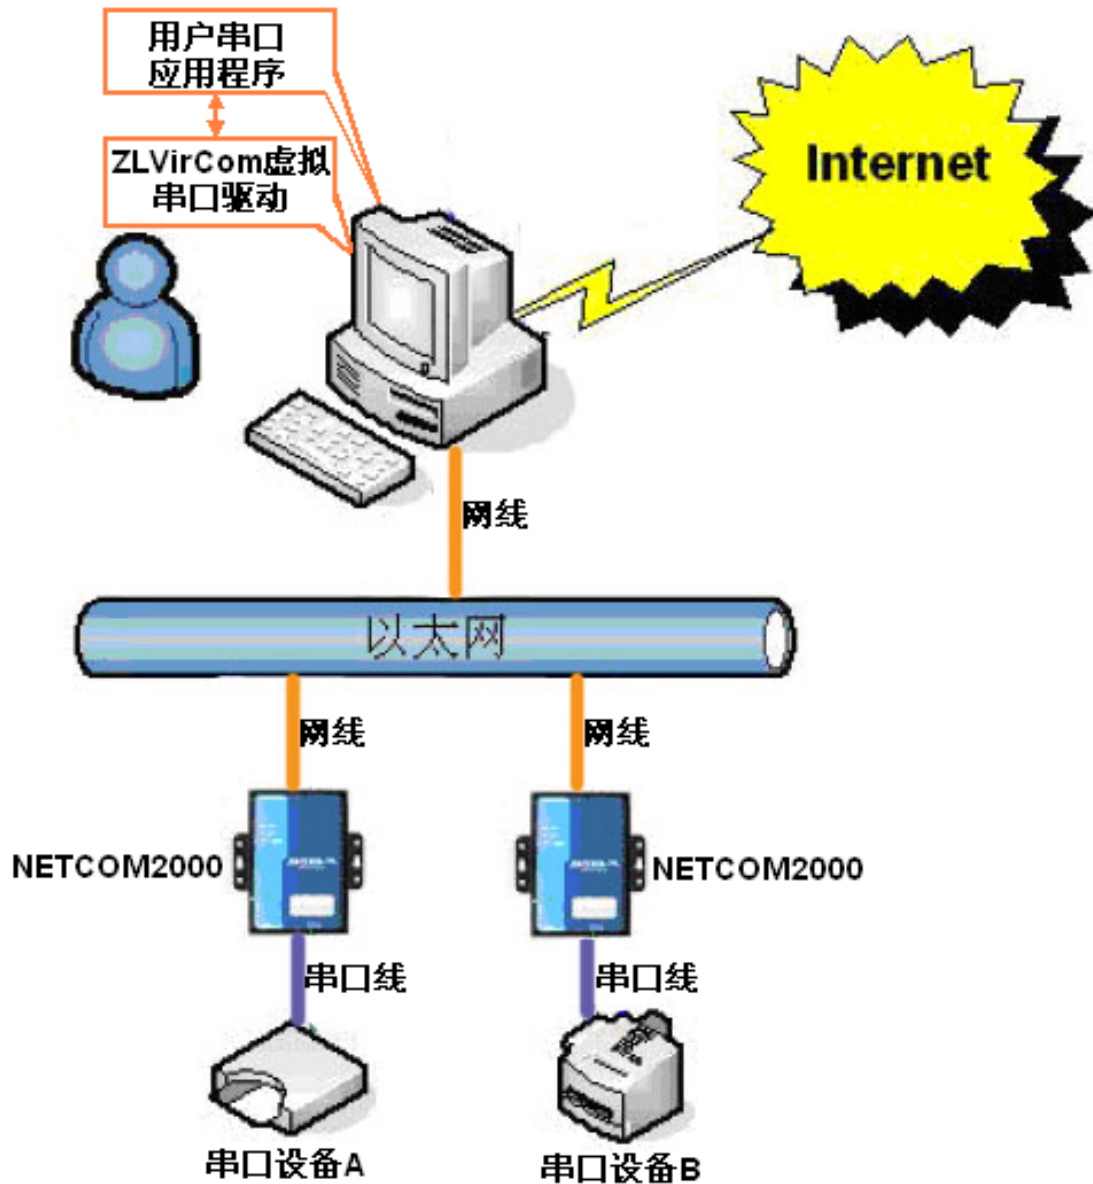 用户串口
应用程序
ZLVirCom虚拟
串口驱动
Internet
网线
以太网
网线
网线
NETCOM2000
NETCOM2000
串口线
串口线
串口设备A
串口设备B